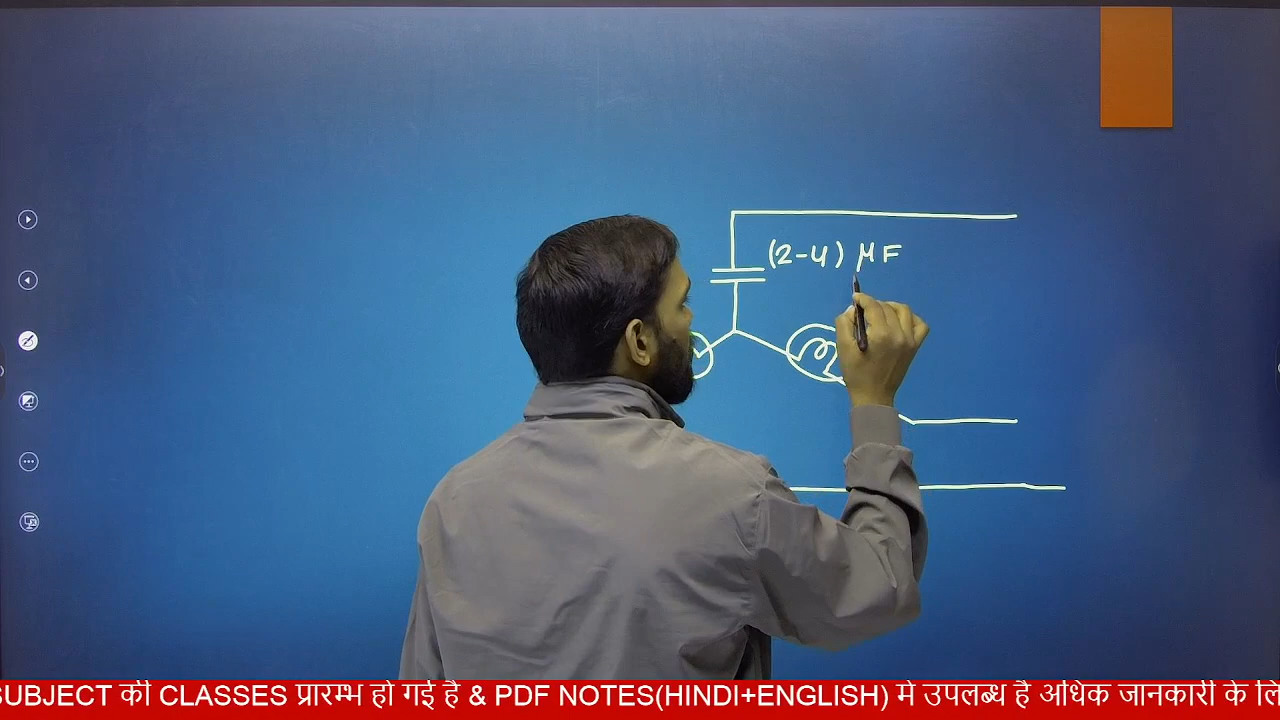 (2-4) μF
SUBJECT की CLASSES प्रारम्भ हो गई है & PDF NOTES(HINDI+ENGLISH) मे उपलब्ध है अधिक जानकारी के